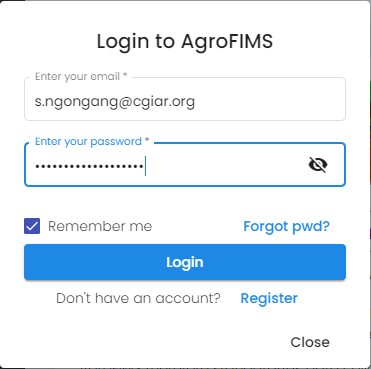 Login to AgroFIMS
Enter your email *
s.ngongang@cgiar.org
Enter your password *
•••••••••••••••••••
Remember me Forgot pwd?
Login
Don't have an account? Register
Close